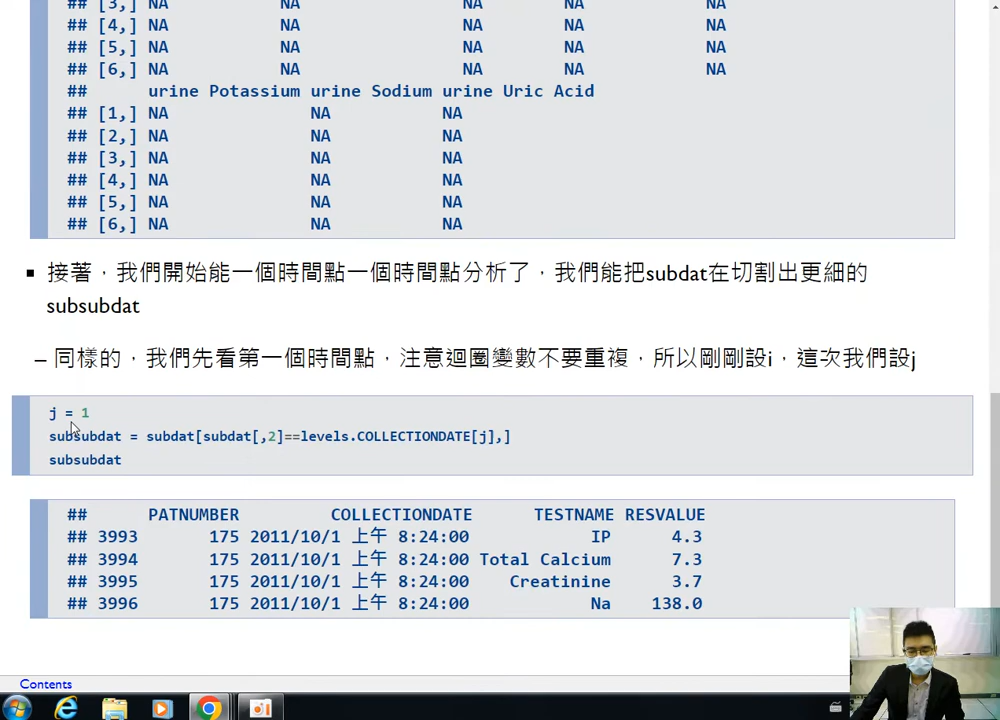 ## [3,] NA NA NA NA NA
## [4,] NA NA NA NA NA
## [5,] NA NA NA NA NA
## [6,] NA NA NA NA NA
## urine Potassium urine Sodium urine Uric Acid
## [1,] NA NA NA
## [2,] NA NA NA
## [3,] NA NA NA
## [4,] NA NA NA
## [5,] NA NA NA
## [6,] NA NA NA
▪ 接著，我們開始能一個時間點一個時間點分析了，我們能把subdat在切割出更細的
subsubdat
– 同樣的，我們先看第一個時間點，注意迴圈變數不要重複，所以剛剛設i，這次我們設j
j = 1
subsubdat = subdat[subdat[,2]==levels.COLLECTIONDATE[j],]
subsubdat
## PATNUMBER COLLECTIONDATE TESTNAME RESVALUE
## 3993 175 2011/10/1 上午 8:24:00 IP 4.3
## 3994 175 2011/10/1 上午 8:24:00 Total Calcium 7.3
## 3995 175 2011/10/1 上午 8:24:00 Creatinine 3.7
## 3996 175 2011/10/1 上午 8:24:00 Na 138.0
Contents